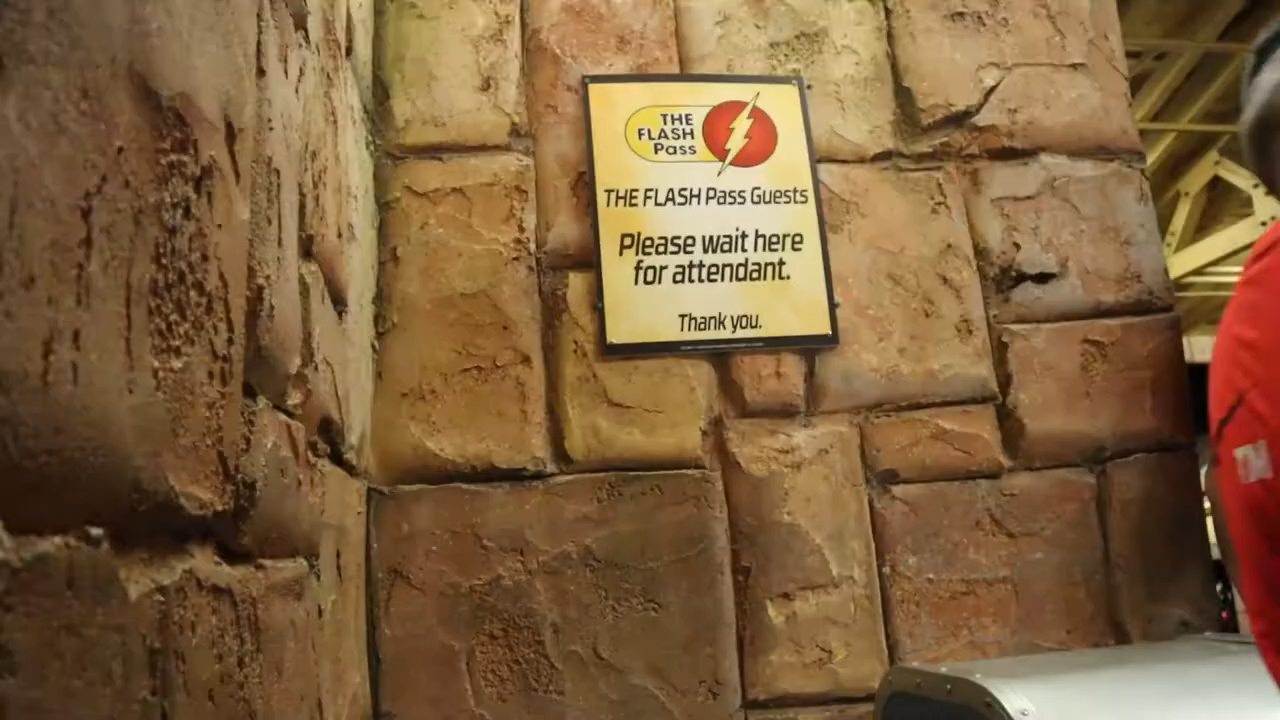 THE
FLASH
Pass
THE FLASH Pass Guests
Please wait here
for attendant.
Thank you.